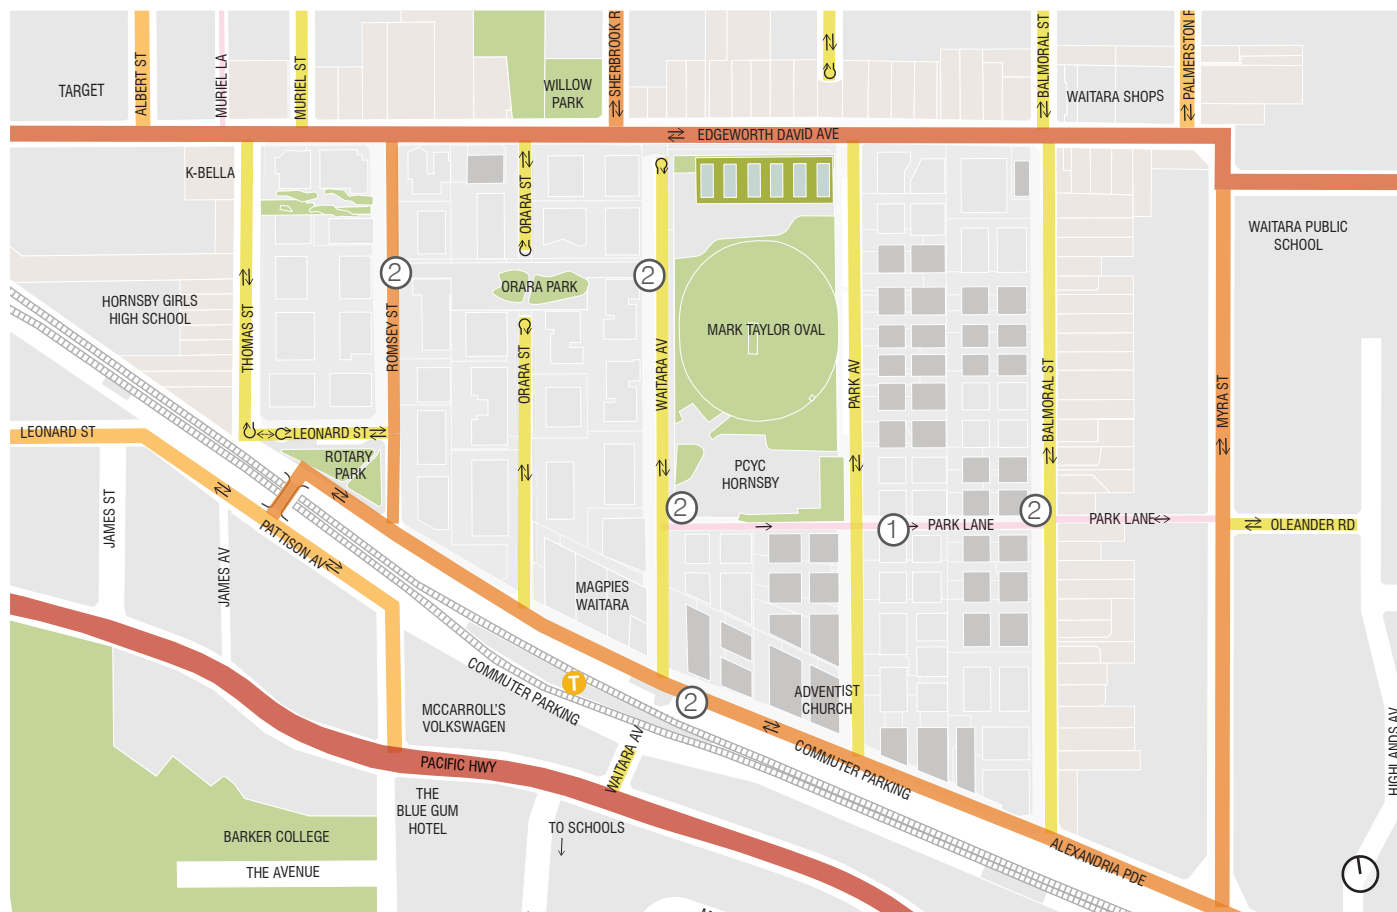 TARGET
ALBERT ST
MURIEL LA
MURIEL ST
WILLOW
PARK
SHERBROOK R
BALMORAL ST
WAITARA SHOPS
PALMERSTON
EDGEWORTH DAVID AVE
K-BELLA
ORARA ST
WAITARA PUBLIC
SCHOOL
2
2
ORARA PARK
HORNSBY GIRLS
HIGH SCHOOL
THOMAS ST
ROMSEY ST
ORARA ST
WAITARA AV
MARK TAYLOR OVAL
PARK AV
BALMORAL ST
MYRA ST
LEONARD ST
LEONARD ST
ROTARY
PARK
PCYC
HORNSBY
JAMES ST
2
2
1
PARK LANE
PARK LANE
OLEANDER RD
PATTISON AV
JAMES AV
MAGPIES
WAITARA
COMMUTER PARKING
T
2
ADVENTIST
CHURCH
MCCARROLL'S
VOLKSWAGEN
WAITARA AV
COMMUTER PARKING
HIGHLANDS AV
PACIFIC HWY
THE
BLUE GUM
HOTEL
TO SCHOOLS
BARKER COLLEGE
THE AVENUE
ALEXANDRIA PDE